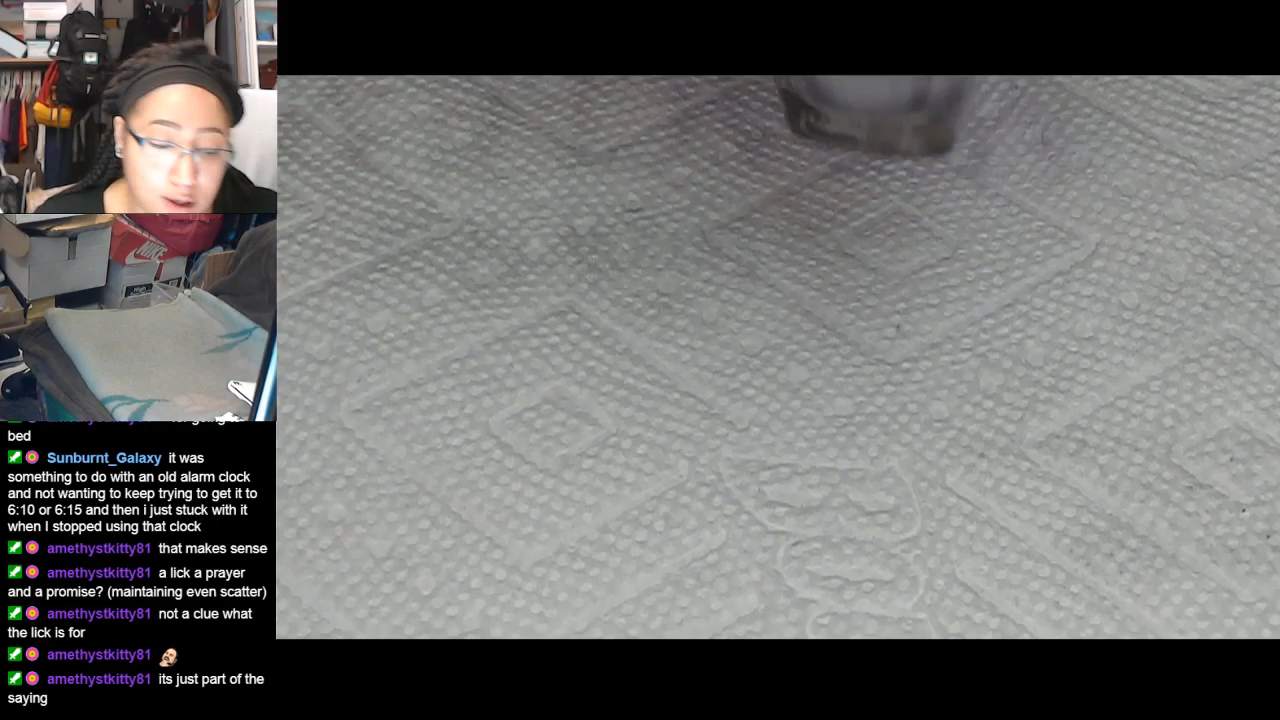 NIKE
High
bed
Sunburnt_Galaxy it was
something to do with an old alarm clock
and not wanting to keep trying to get it to
6:10 or 6:15 and then i just stuck with it
when I stopped using that clock
amethystkitty81 that makes sense
amethystkitty81 a lick a prayer
and a promise? (maintaining even scatter)
amethystkitty81 not a clue what
the lick is for
amethystkitty81
amethystkitty81 its just part of the
saying